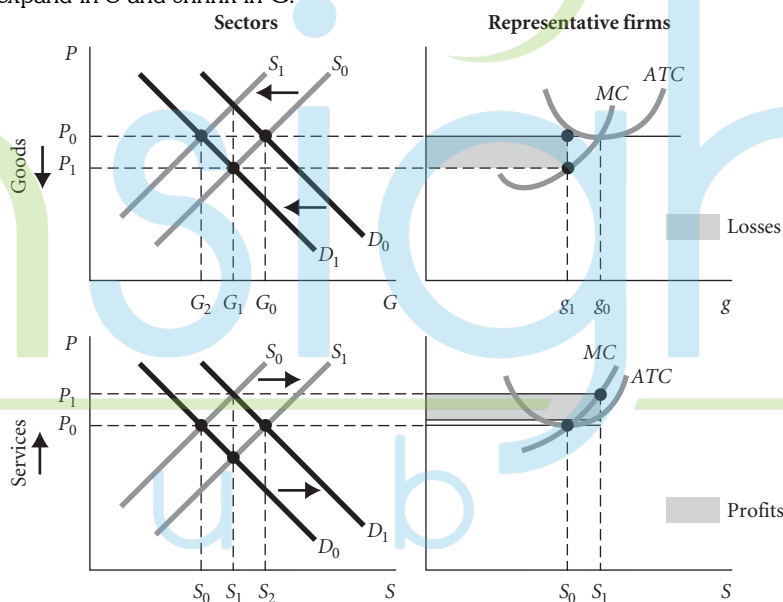 expand in S and shrink in G.
Sectors
Representative firms
P
S₁
S₀
ATC
MC
P₀
P₁
Goods
D₀
D₁
Losses
G₂ G₁ G₀ G
g₁ g₀ g
P
S₀
S₁
MC
ATC
P₁
P₀
Services
D₁
D₀
Profits
S₀ S₁ S₂ S
S₀ S₁ S
nsigh
ub